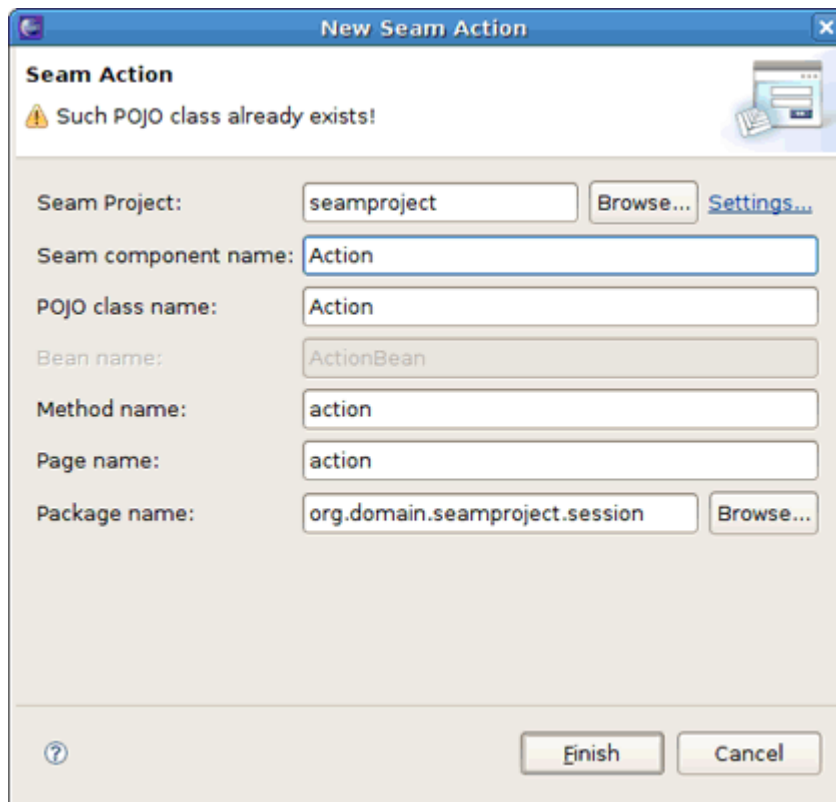 New Seam Action
Seam Action
Such POJO class already exists!
Seam Project: seamproject Browse... Settings...
Seam component name: Action
POJO class name: Action
Bean name: ActionBean
Method name: action
Page name: action
Package name: org.domain.seamproject.session Browse...
? Finish Cancel